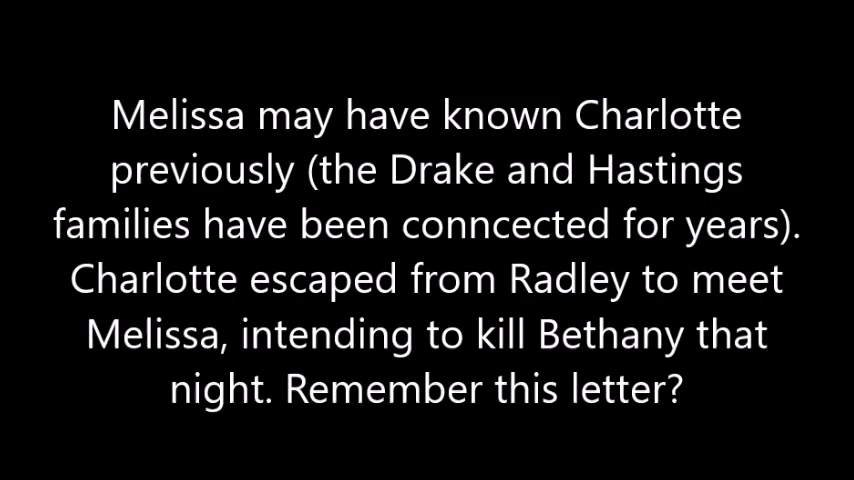 Melissa may have known Charlotte
previously (the Drake and Hastings
families have been conncected for years).
Charlotte escaped from Radley to meet
Melissa, intending to kill Bethany that
night. Remember this letter?